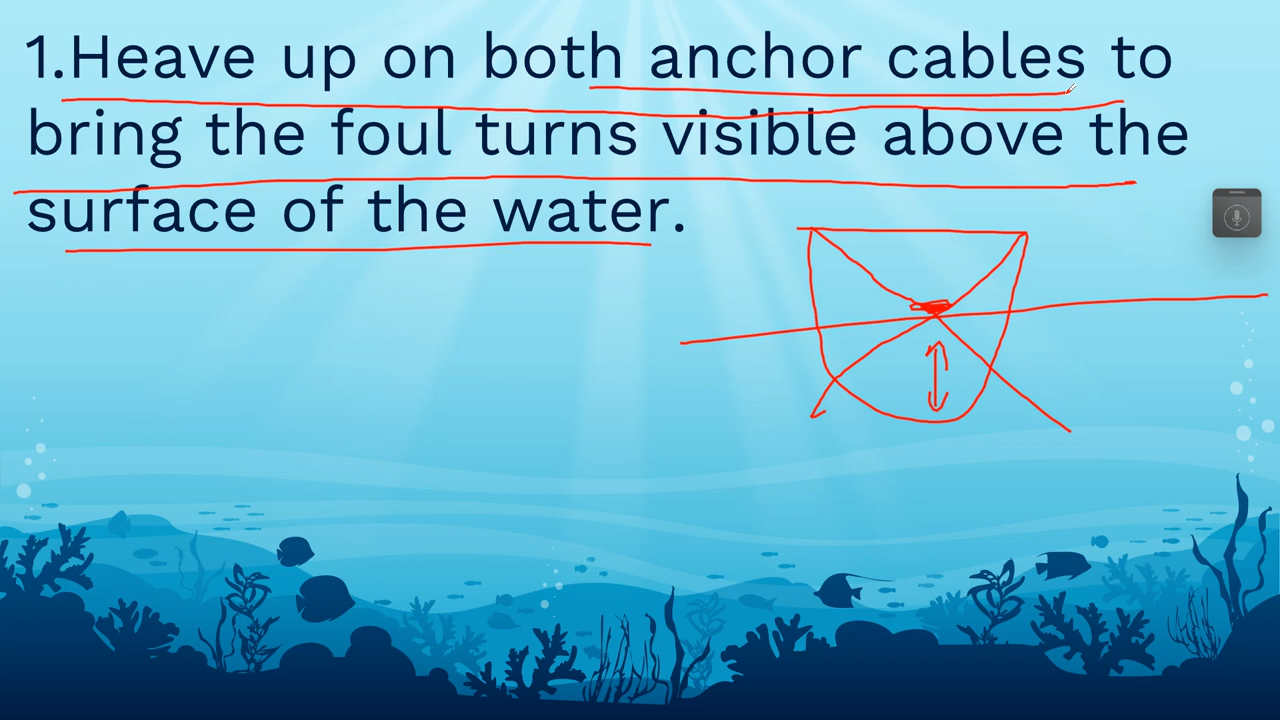 1.Heave up on both anchor cables to
bring the foul turns visible above the
surface of the water.